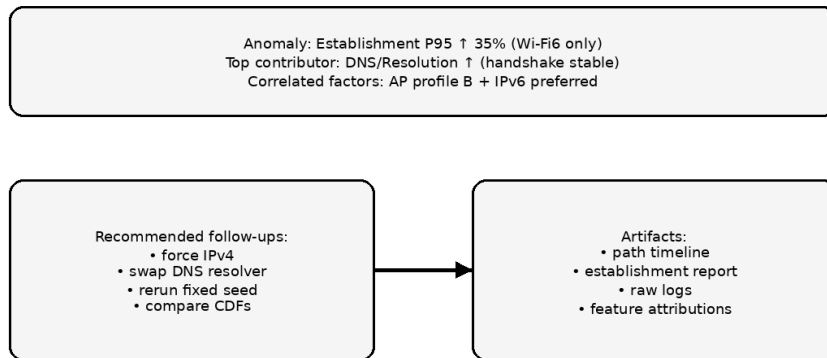 Anomaly: Establishment P95 ↑ 35% (Wi-Fi6 only)
Top contributor: DNS/Resolution ↑ (handshake stable)
Correlated factors: AP profile B + IPv6 preferred
Recommended follow-ups:
• force IPv4
• swap DNS resolver
• rerun fixed seed
• compare CDFs
Artifacts:
• path timeline
• establishment report
• raw logs
• feature attributions